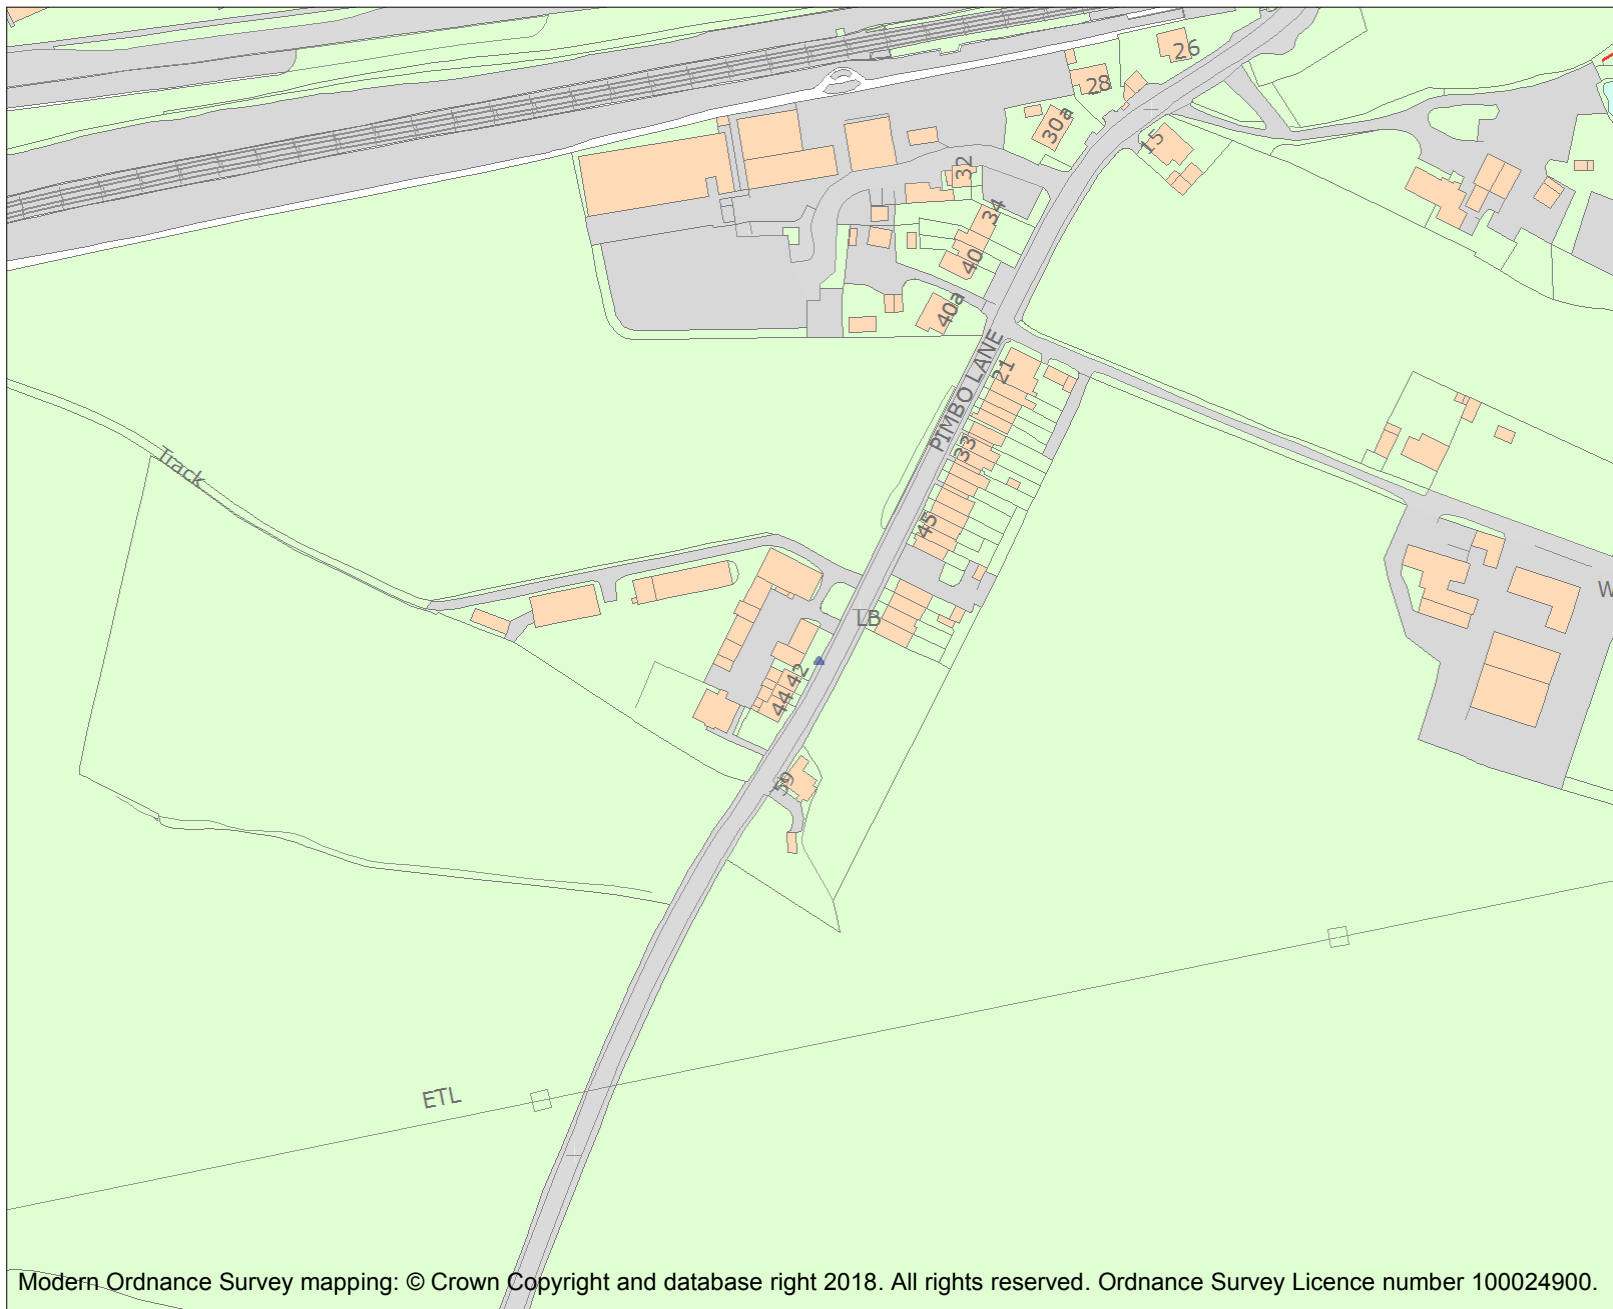 26
28
30a
15
32
34
40
40a
PIMBO LANE
21
33
Track
45
W
LB
42
44
59
ETL
Modern Ordnance Survey mapping: © Crown Copyright and database right 2018. All rights reserved. Ordnance Survey Licence number 100024900.